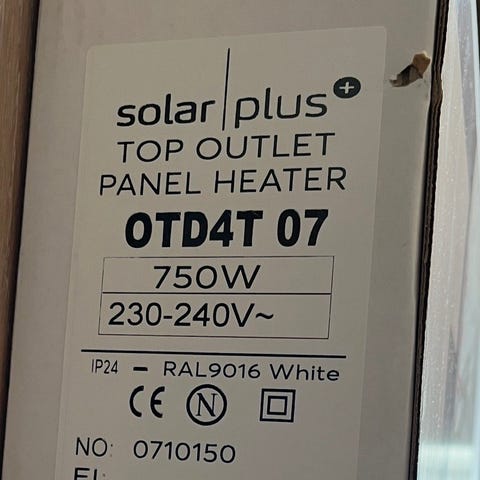 solar plus+
TOP OUTLET
PANEL HEATER
OTD4T 07
750W
230-240V~
IP24 - RAL9016 White
CE N
NO: 0710150